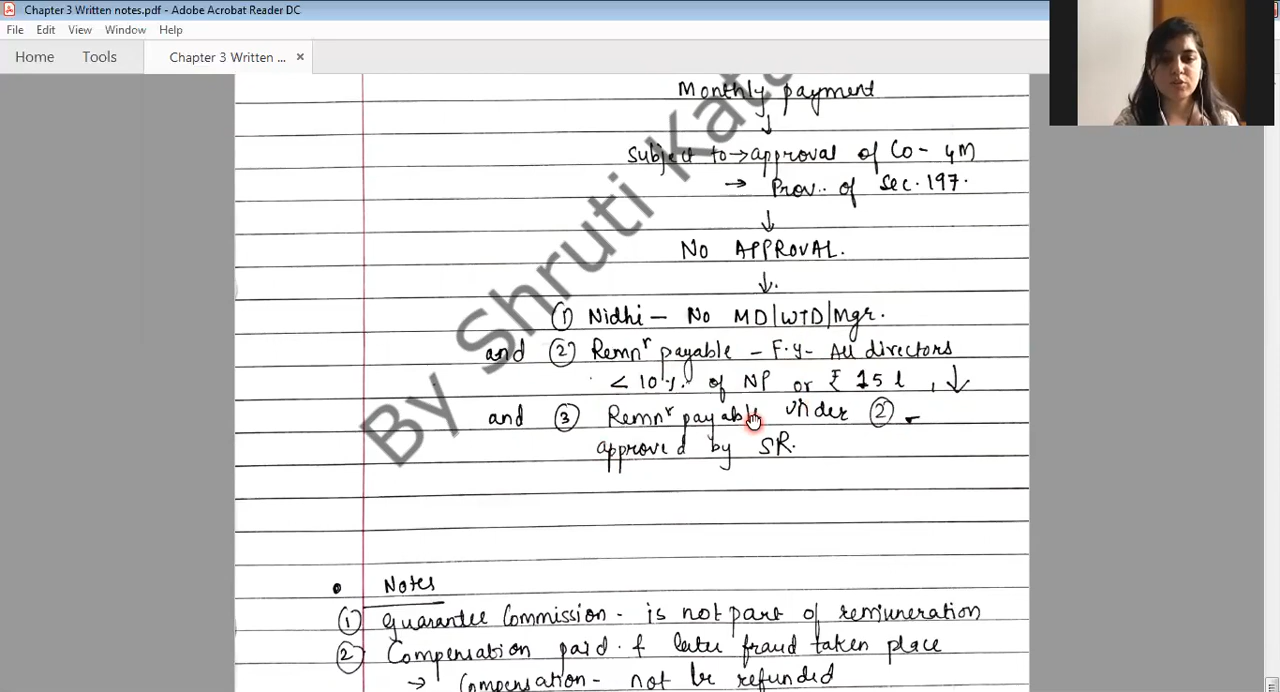 Chapter 3 Written notes.pdf - Adobe Acrobat Reader DC
File Edit View Window Help
Home Tools Chapter 3 Written ... ×
Monthly payment
↓
Subject to → approval of Co - GM
→ Prov.. of Sec. 197.
↓
NO APPROVAL.
↓.
① Nidhi - No MD|WTD|Mgr.
and ② Remnr payable - F.Y - All directors
< 10%. of NP or ₹ 15 l, ↓
and ③ Remnr payable under ② -
approved by SR.
By Shruti
• Notes
① Guarantee Commission - is not part of remuneration
② Compensation paid. & later fraud taken place
→ Compensation - not be refunded